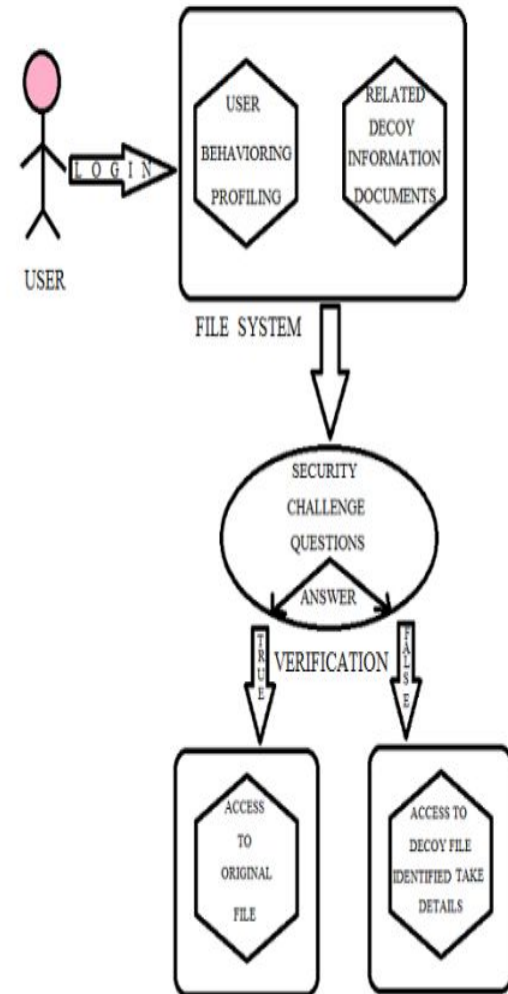 USER
BEHAVIORING
PROFILING
RELATED
DECOY
INFORMATION
DOCUMENTS
LOGIN
USER
FILE SYSTEM
SECURITY
CHALLENGE
QUESTIONS
ANSWER
TRUE
VERIFICATION
FALSE
ACCESS
TO
ORIGINAL
FILE
ACCESS TO
DECOY FILE
IDENTIFIED TAKE
DETAILS